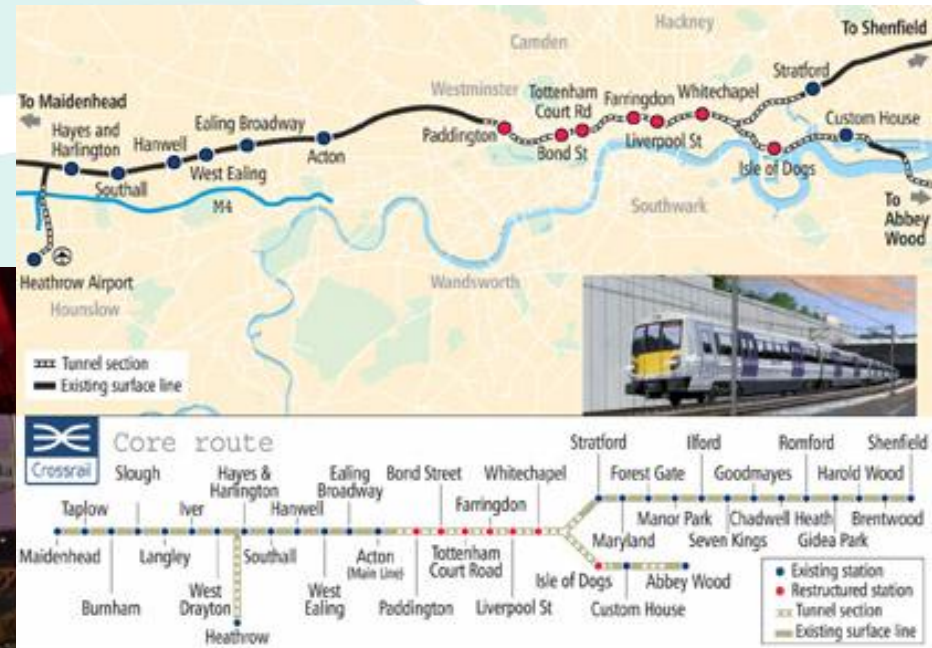 Hackney
Camden
To Shenfield
Stratford
Westminster
Tottenham
Court Rd
Farringdon
Whitechapel
To Maidenhead
Hayes and
Harlington
Hanwell
Ealing Broadway
Paddington
Bond St
Liverpool St
Custom House
Southall
West Ealing
Acton
Isle of Dogs
M4
Southwark
To
Abbey
Wood
Heathrow Airport
Wandsworth
Hounslow
Tunnel section
Existing surface line
Crossrail
Core route
Stratford
Ilford
Romford
Shenfield
Slough
Hayes &
Harlington
Ealing
Broadway
Bond Street
Whitechapel
Forest Gate
Goodmayes
Harold Wood
Taplow
Iver
Hanwell
Farringdon
Manor Park
Chadwell Heath
Brentwood
Maidenhead
Langley
Southall
Acton
(Main Line)
Tottenham
Court Road
Maryland
Seven Kings
Gidea Park
Burnham
West
Drayton
West
Ealing
Paddington
Liverpool St
Isle of Dogs
Abbey Wood
Custom House
Heathrow
Existing station
Restructured station
Tunnel section
Existing surface line